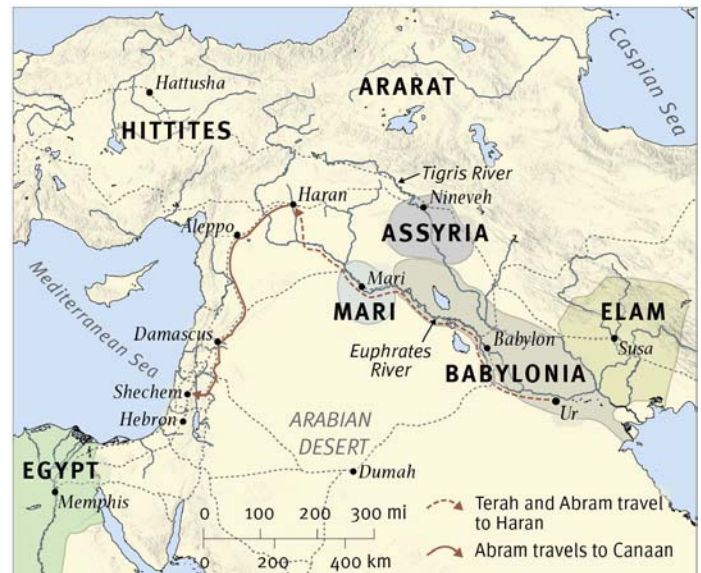 Caspian Sea
ARARAT
Hattusha
HITTITES
Tigris River
Haran
Nineveh
Aleppo
ASSYRIA
Mediterranean Sea
Mari
MARI
ELAM
Damascus
Euphrates
River
Babylon
Susa
BABYLONIA
Shechem
Ur
Hebron
ARABIAN
DESERT
EGYPT
Dumah
Memphis
0 100 200 300 mi
0 200 400 km
Terah and Abram travel
to Haran
Abram travels to Canaan